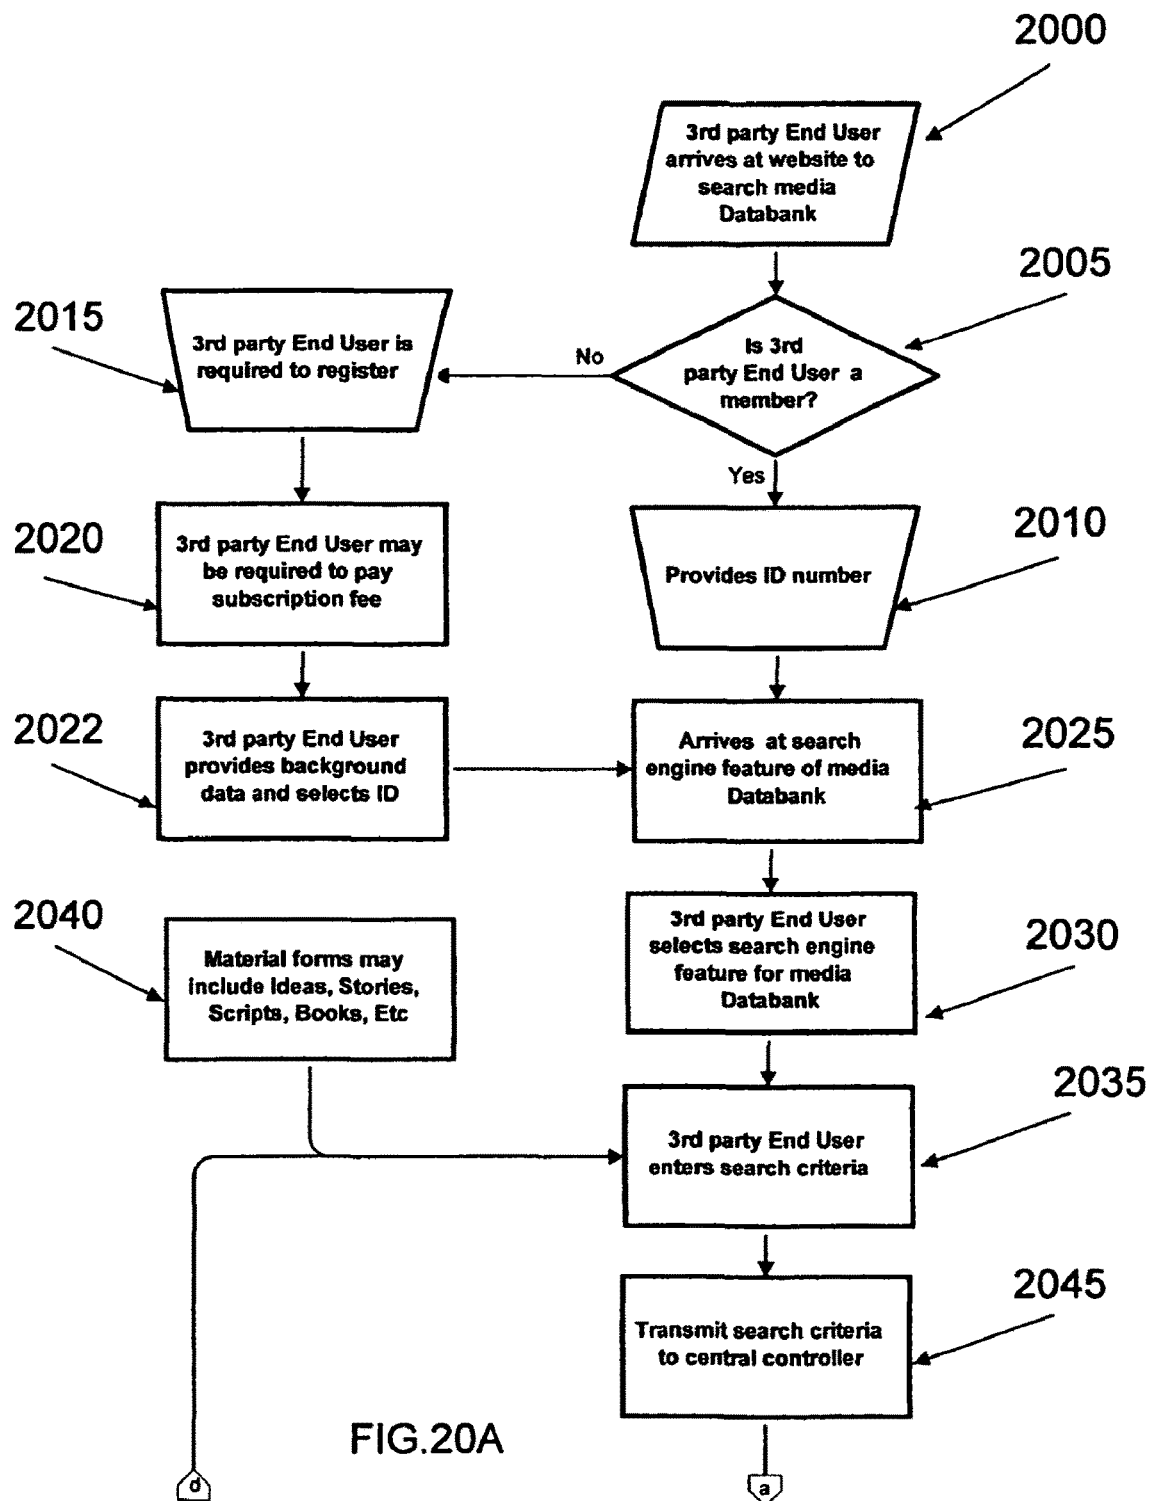 2000
3rd party End User
arrives at website to
search media
Databank
2005
Is 3rd
party End User a
member?
No
Yes
2015
3rd party End User is
required to register
2010
Provides ID number
2020
3rd party End User may
be required to pay
subscription fee
2022
3rd party End User
provides background
data and selects ID
2025
Arrives at search
engine feature of media
Databank
2030
3rd party End User
selects search engine
feature for media
Databank
2040
Material forms may
include Ideas, Stories,
Scripts, Books, Etc
2035
3rd party End User
enters search criteria
2045
Transmit search criteria
to central controller
FIG.20A
d
a